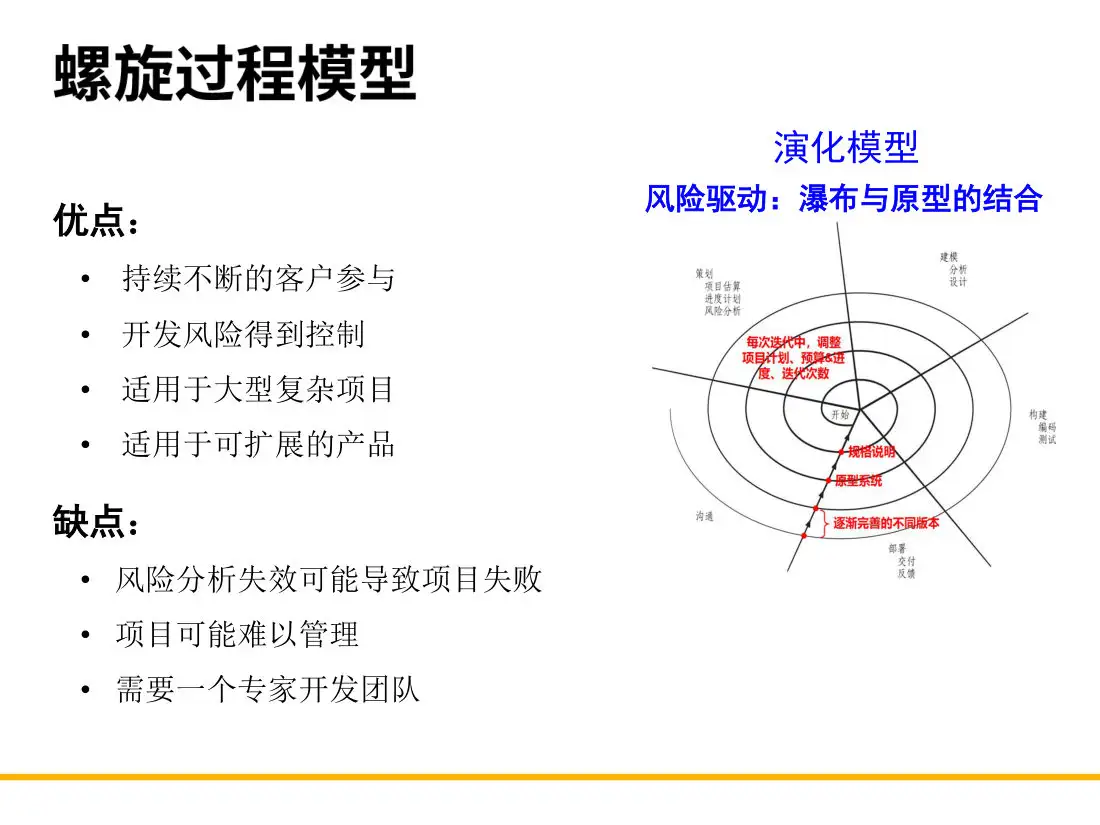 螺旋过程模型
演化模型
风险驱动：瀑布与原型的结合
优点：
• 持续不断的客户参与
• 开发风险得到控制
• 适用于大型复杂项目
• 适用于可扩展的产品
缺点：
• 风险分析失效可能导致项目失败
• 项目可能难以管理
• 需要一个专家开发团队
策划
项目估算
进度计划
风险分析
建模
分析
设计
每次迭代中，调整
项目计划、预算&进
度、迭代次数
开始
构建
编码
测试
规格说明
原型系统
逐渐完善的不同版本
沟通
部署
交付
反馈